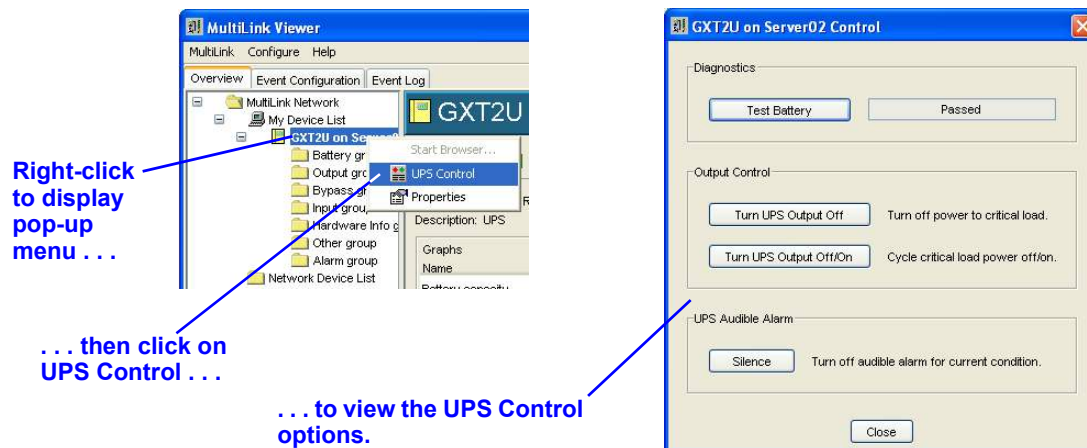 MultiLink Viewer
MultiLink Configure Help
Overview Event Configuration Event Log
MultiLink Network
My Device List
GXT2U on Server0
Battery gr
Output gro
Bypass gr
Input grou
Hardware Info g
Other group
Alarm group
Network Device List
GXT2U
Start Browser...
UPS Control
Properties
R
Description: UPS
Graphs
Name
Battery capacity
Right-click
to display
pop-up
menu . . .
. . . then click on
UPS Control . . .
. . . to view the UPS Control
options.
GXT2U on Server02 Control
Diagnostics
Test Battery Passed
Output Control
Turn UPS Output Off Turn off power to critical load.
Turn UPS Output Off/On Cycle critical load power off/on.
UPS Audible Alarm
Silence Turn off audible alarm for current condition.
Close